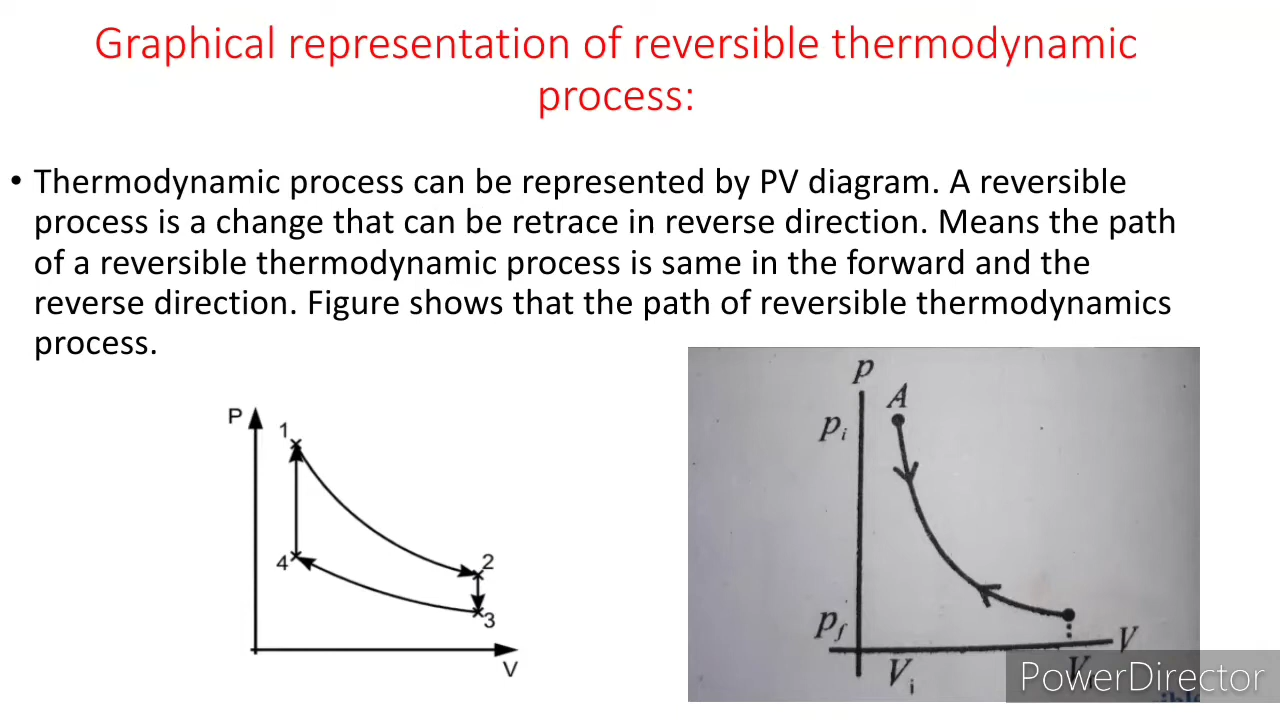 Graphical representation of reversible thermodynamic
process:
• Thermodynamic process can be represented by PV diagram. A reversible
process is a change that can be retrace in reverse direction. Means the path
of a reversible thermodynamic process is same in the forward and the
reverse direction. Figure shows that the path of reversible thermodynamics
process.
P
1
2
4
3
V
p
A
pi
pf
V
Vi
V
PowerDirector